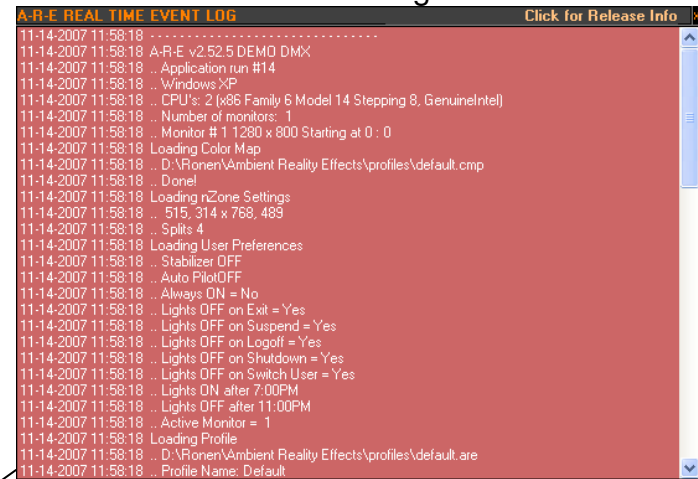 A-R-E REAL TIME EVENT LOG Click for Release Info
11-14-2007 11:58:18 - - - - - - - - - - - - - - - - - - - - - - - - - - - - - -
11-14-2007 11:58:18 A-R-E v2.52.5 DEMO DMX
11-14-2007 11:58:18 .. Application run #14
11-14-2007 11:58:18 .. Windows XP
11-14-2007 11:58:18 .. CPU's: 2 (x86 Family 6 Model 14 Stepping 8, GenuineIntel)
11-14-2007 11:58:18 .. Number of monitors: 1
11-14-2007 11:58:18 .. Monitor # 1 1280 x 800 Starting at 0 : 0
11-14-2007 11:58:18 Loading Color Map
11-14-2007 11:58:18 .. D:\Ronen\Ambient Reality Effects\profiles\default.cmp
11-14-2007 11:58:18 .. Done!
11-14-2007 11:58:18 Loading nZone Settings
11-14-2007 11:58:18 .. 515, 314 x 768, 489
11-14-2007 11:58:18 .. Splits 4
11-14-2007 11:58:18 Loading User Preferences
11-14-2007 11:58:18 .. Stabilizer OFF
11-14-2007 11:58:18 .. Auto PilotOFF
11-14-2007 11:58:18 .. Always ON = No
11-14-2007 11:58:18 .. Lights OFF on Exit = Yes
11-14-2007 11:58:18 .. Lights OFF on Suspend = Yes
11-14-2007 11:58:18 .. Lights OFF on Logoff = Yes
11-14-2007 11:58:18 .. Lights OFF on Shutdown = Yes
11-14-2007 11:58:18 .. Lights OFF on Switch User = Yes
11-14-2007 11:58:18 .. Lights ON after 7:00PM
11-14-2007 11:58:18 .. Lights OFF after 11:00PM
11-14-2007 11:58:18 .. Active Monitor = 1
11-14-2007 11:58:18 Loading Profile
11-14-2007 11:58:18 .. D:\Ronen\Ambient Reality Effects\profiles\default.are
11-14-2007 11:58:18 .. Profile Name: Default